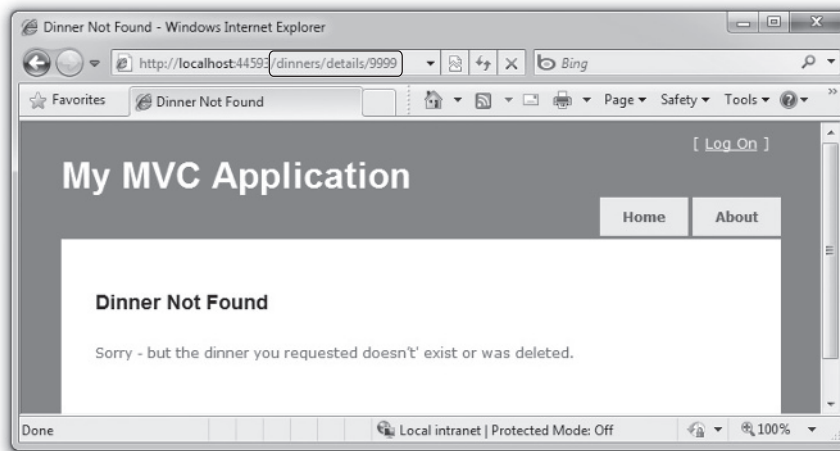 Dinner Not Found - Windows Internet Explorer
http://localhost:44593/dinners/details/9999
Bing
Favorites
Dinner Not Found
Page
Safety
Tools
[ Log On ]
My MVC Application
Home
About
Dinner Not Found
Sorry - but the dinner you requested doesn't' exist or was deleted.
Done
Local intranet | Protected Mode: Off
100%